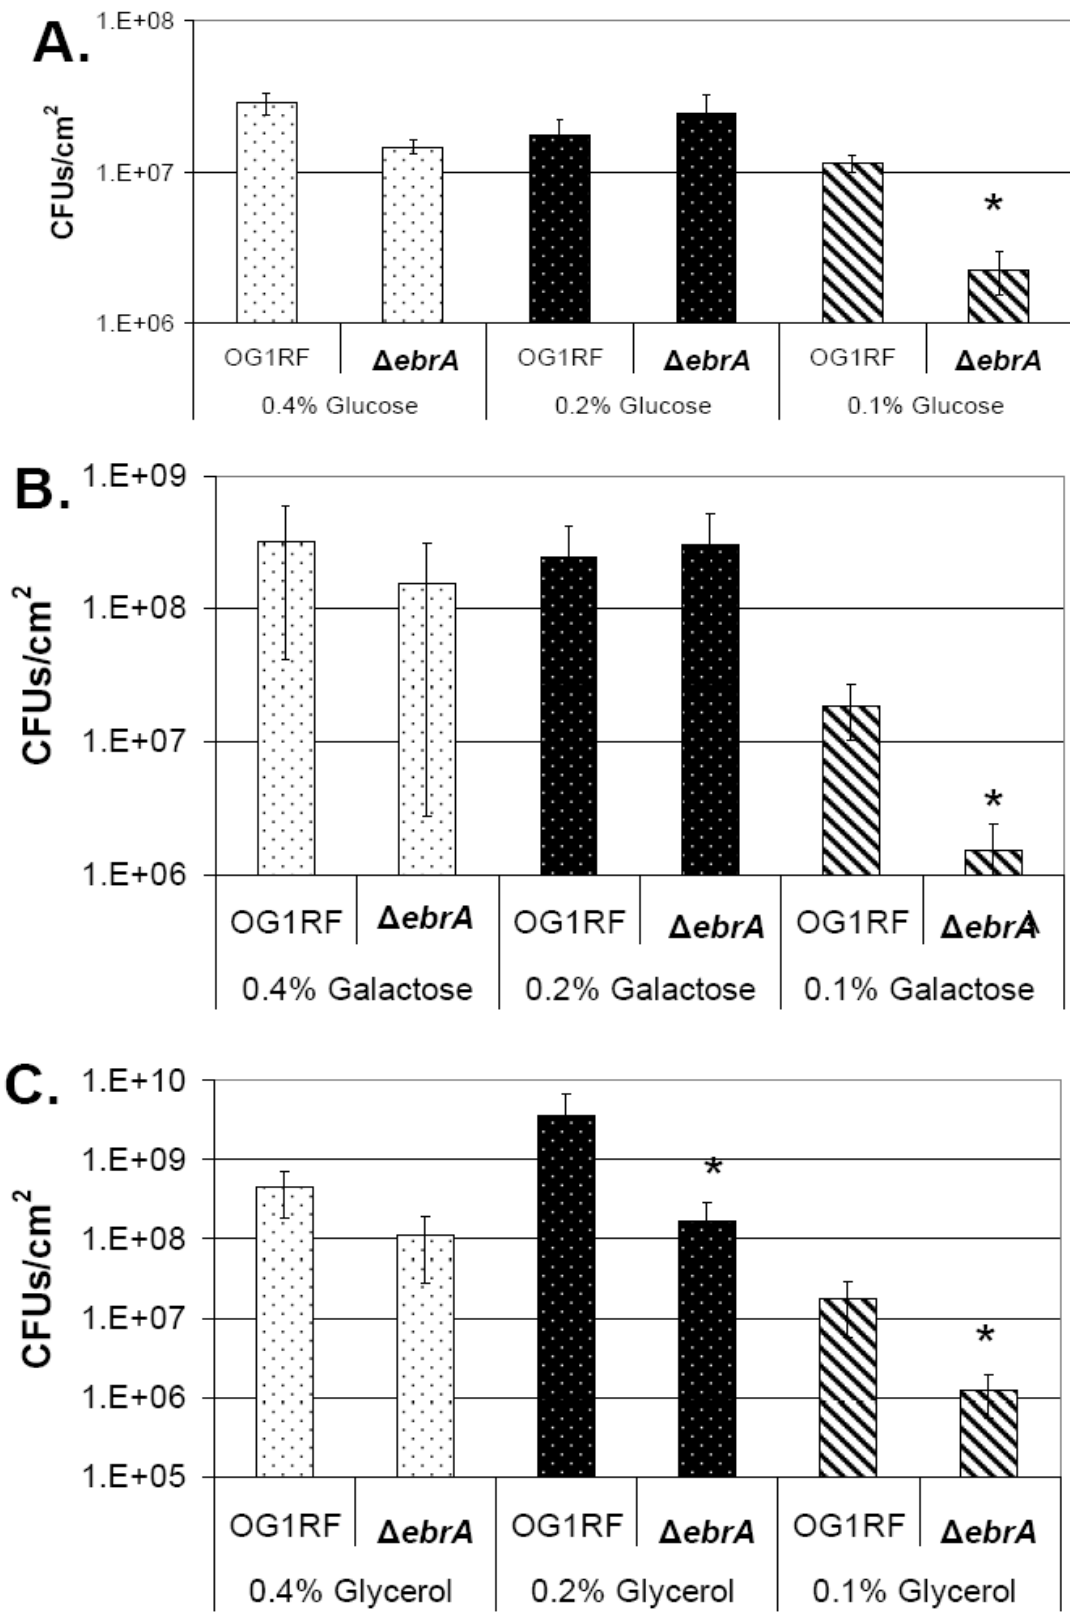 A.
CFUs/cm²
1.E+08
1.E+07
1.E+06
*
OG1RF ΔebrA OG1RF ΔebrA OG1RF ΔebrA
0.4% Glucose 0.2% Glucose 0.1% Glucose
B.
CFUs/cm²
1.E+09
1.E+08
1.E+07
1.E+06
*
OG1RF ΔebrA OG1RF ΔebrA OG1RF ΔebrA
0.4% Galactose 0.2% Galactose 0.1% Galactose
C.
CFUs/cm²
1.E+10
1.E+09
1.E+08
1.E+07
1.E+06
1.E+05
*
*
OG1RF ΔebrA OG1RF ΔebrA OG1RF ΔebrA
0.4% Glycerol 0.2% Glycerol 0.1% Glycerol